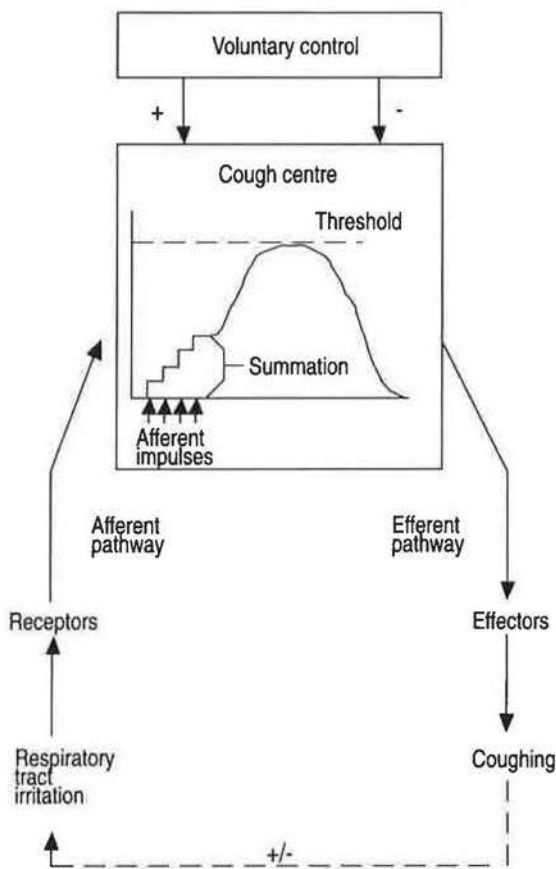 Voluntary control
+
-
Cough centre
Threshold
Summation
Afferent
impulses
Afferent
pathway
Efferent
pathway
Receptors
Effectors
Respiratory
tract
irritation
Coughing
+/-